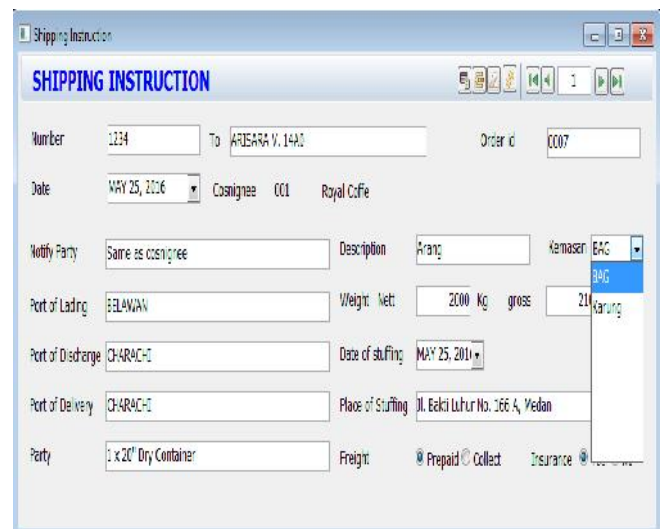 Shipping Instruction
SHIPPING INSTRUCTION 1
Number 1234 To ARISARA V. 14A0 Order id 0007
Date MAY 25, 2016 Cosignee 001 Royal Coffe
Notify Party Same as cosnignee Description Arang Kemasan BAG
BAG
Port of Lading BELAWAN Weight Nett 2000 Kg gross Karung
Port of Discharge CHARACHI Date of stuffing MAY 25, 201
Port of Delivery CHARACHI Place of Stuffing Jl. Bakti Luhur No. 166 A, Medan
Party 1 x 20" Dry Container Freight Prepaid Collect Insurance